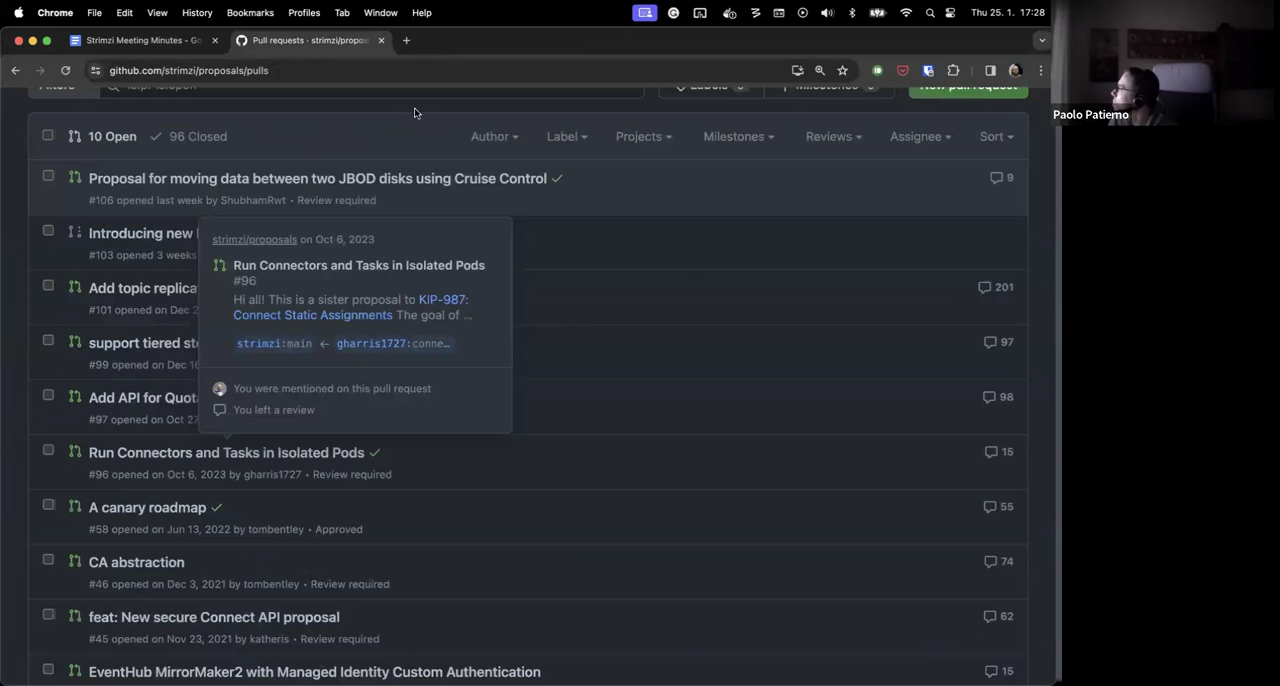 Chrome File Edit View History Bookmarks Profiles Tab Window Help Thu 25. 1. 17:28
Strimzi Meeting Minutes - Go
Pull requests · strimzi/propos
github.com/strimzi/proposals/pulls
Filters Labels Milestones New pull request
10 Open 96 Closed Author Label Projects Milestones Reviews Assignee Sort
Proposal for moving data between two JBOD disks using Cruise Control 9
#106 opened last week by ShubhamRwt • Review required
Introducing new
#103 opened 3 weeks
Add topic replica 201
#101 opened on Dec 2
support tiered sto 97
#99 opened on Dec 16
Add API for Quota 98
#97 opened on Oct 27
strimzi/proposals on Oct 6, 2023
Run Connectors and Tasks in Isolated Pods
#96
Hi all! This is a sister proposal to KIP-987:
Connect Static Assignments The goal of ...
strimzi:main ← gharris1727:conne...
You were mentioned on this pull request
You left a review
Run Connectors and Tasks in Isolated Pods 15
#96 opened on Oct 6, 2023 by gharris1727 • Review required
A canary roadmap 55
#58 opened on Jun 13, 2022 by tombentley • Approved
CA abstraction 74
#46 opened on Dec 3, 2021 by tombentley • Review required
feat: New secure Connect API proposal 62
#45 opened on Nov 23, 2021 by katheris • Review required
EventHub MirrorMaker2 with Managed Identity Custom Authentication 15
Paolo Patierno